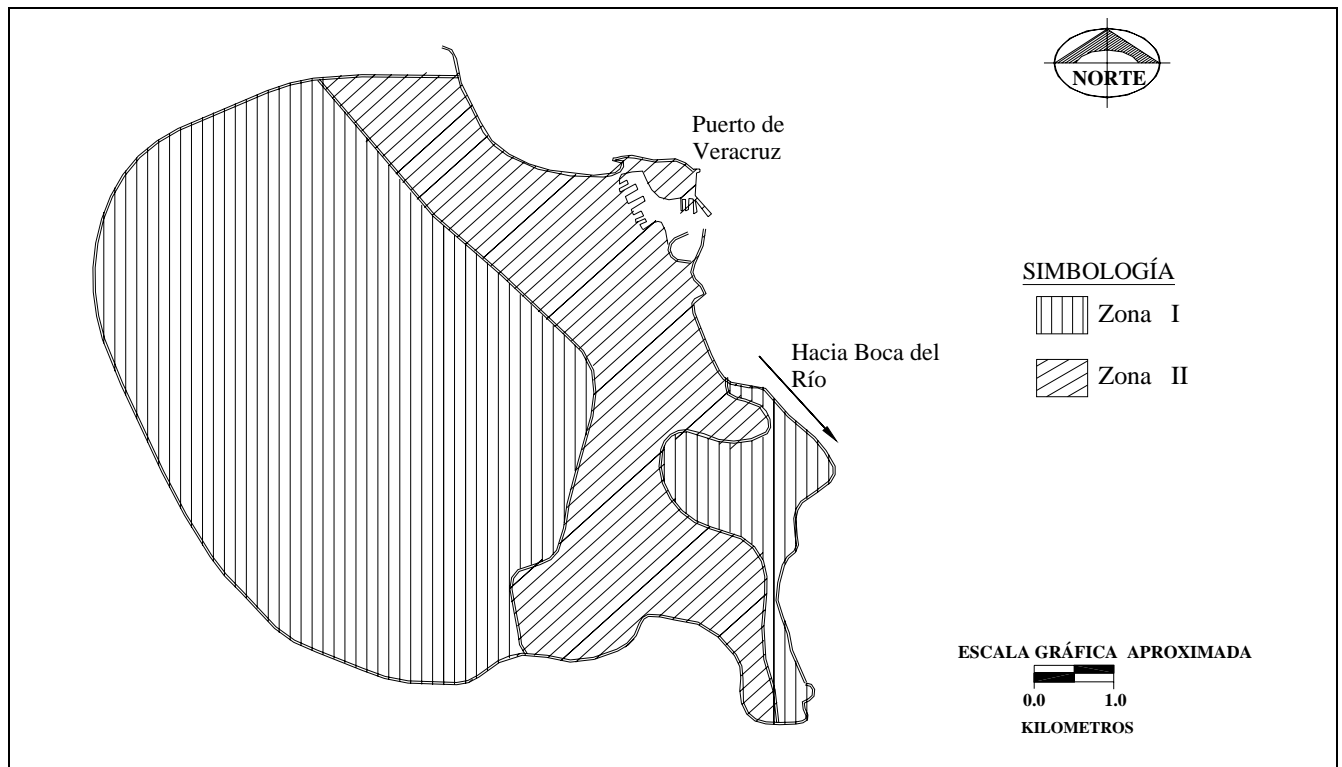 NORTE
Puerto de
Veracruz
SIMBOLOGÍA
Zona I
Zona II
Hacia Boca del
Río
ESCALA GRÁFICA APROXIMADA
0.0 1.0
KILOMETROS